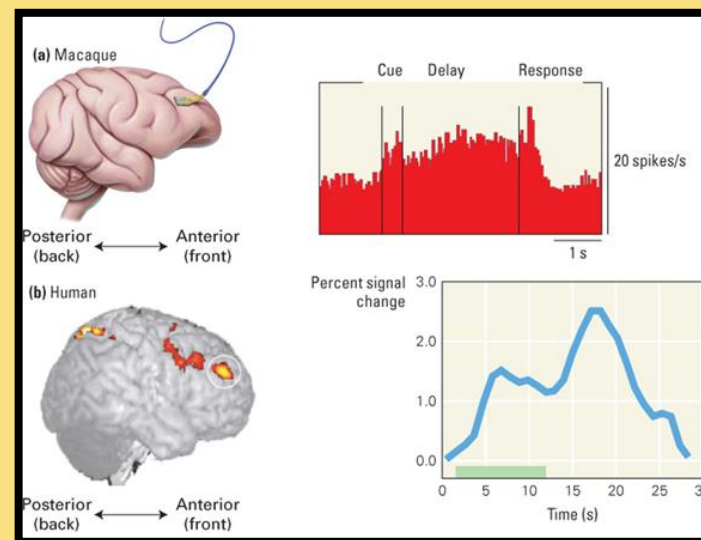 (a) Macaque
Cue Delay Response
20 spikes/s
1 s
Posterior Anterior
(back) (front)
(b) Human
Percent signal
change
3.0
2.0
1.0
0.0
0 5 10 15 20 25
Time (s)
Posterior Anterior
(back) (front)